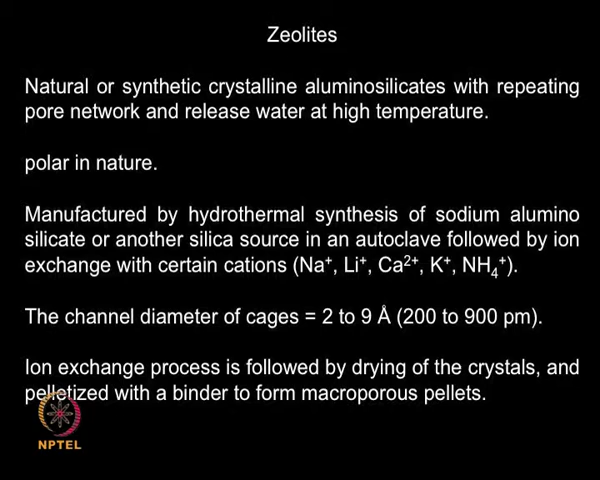 Zeolites
Natural or synthetic crystalline aluminosilicates with repeating
pore network and release water at high temperature.
polar in nature.
Manufactured by hydrothermal synthesis of sodium alumino
silicate or another silica source in an autoclave followed by ion
exchange with certain cations (Na⁺, Li⁺, Ca²⁺, K⁺, NH₄⁺).
The channel diameter of cages = 2 to 9 Å (200 to 900 pm).
Ion exchange process is followed by drying of the crystals, and
pelletized with a binder to form macroporous pellets.
NPTEL